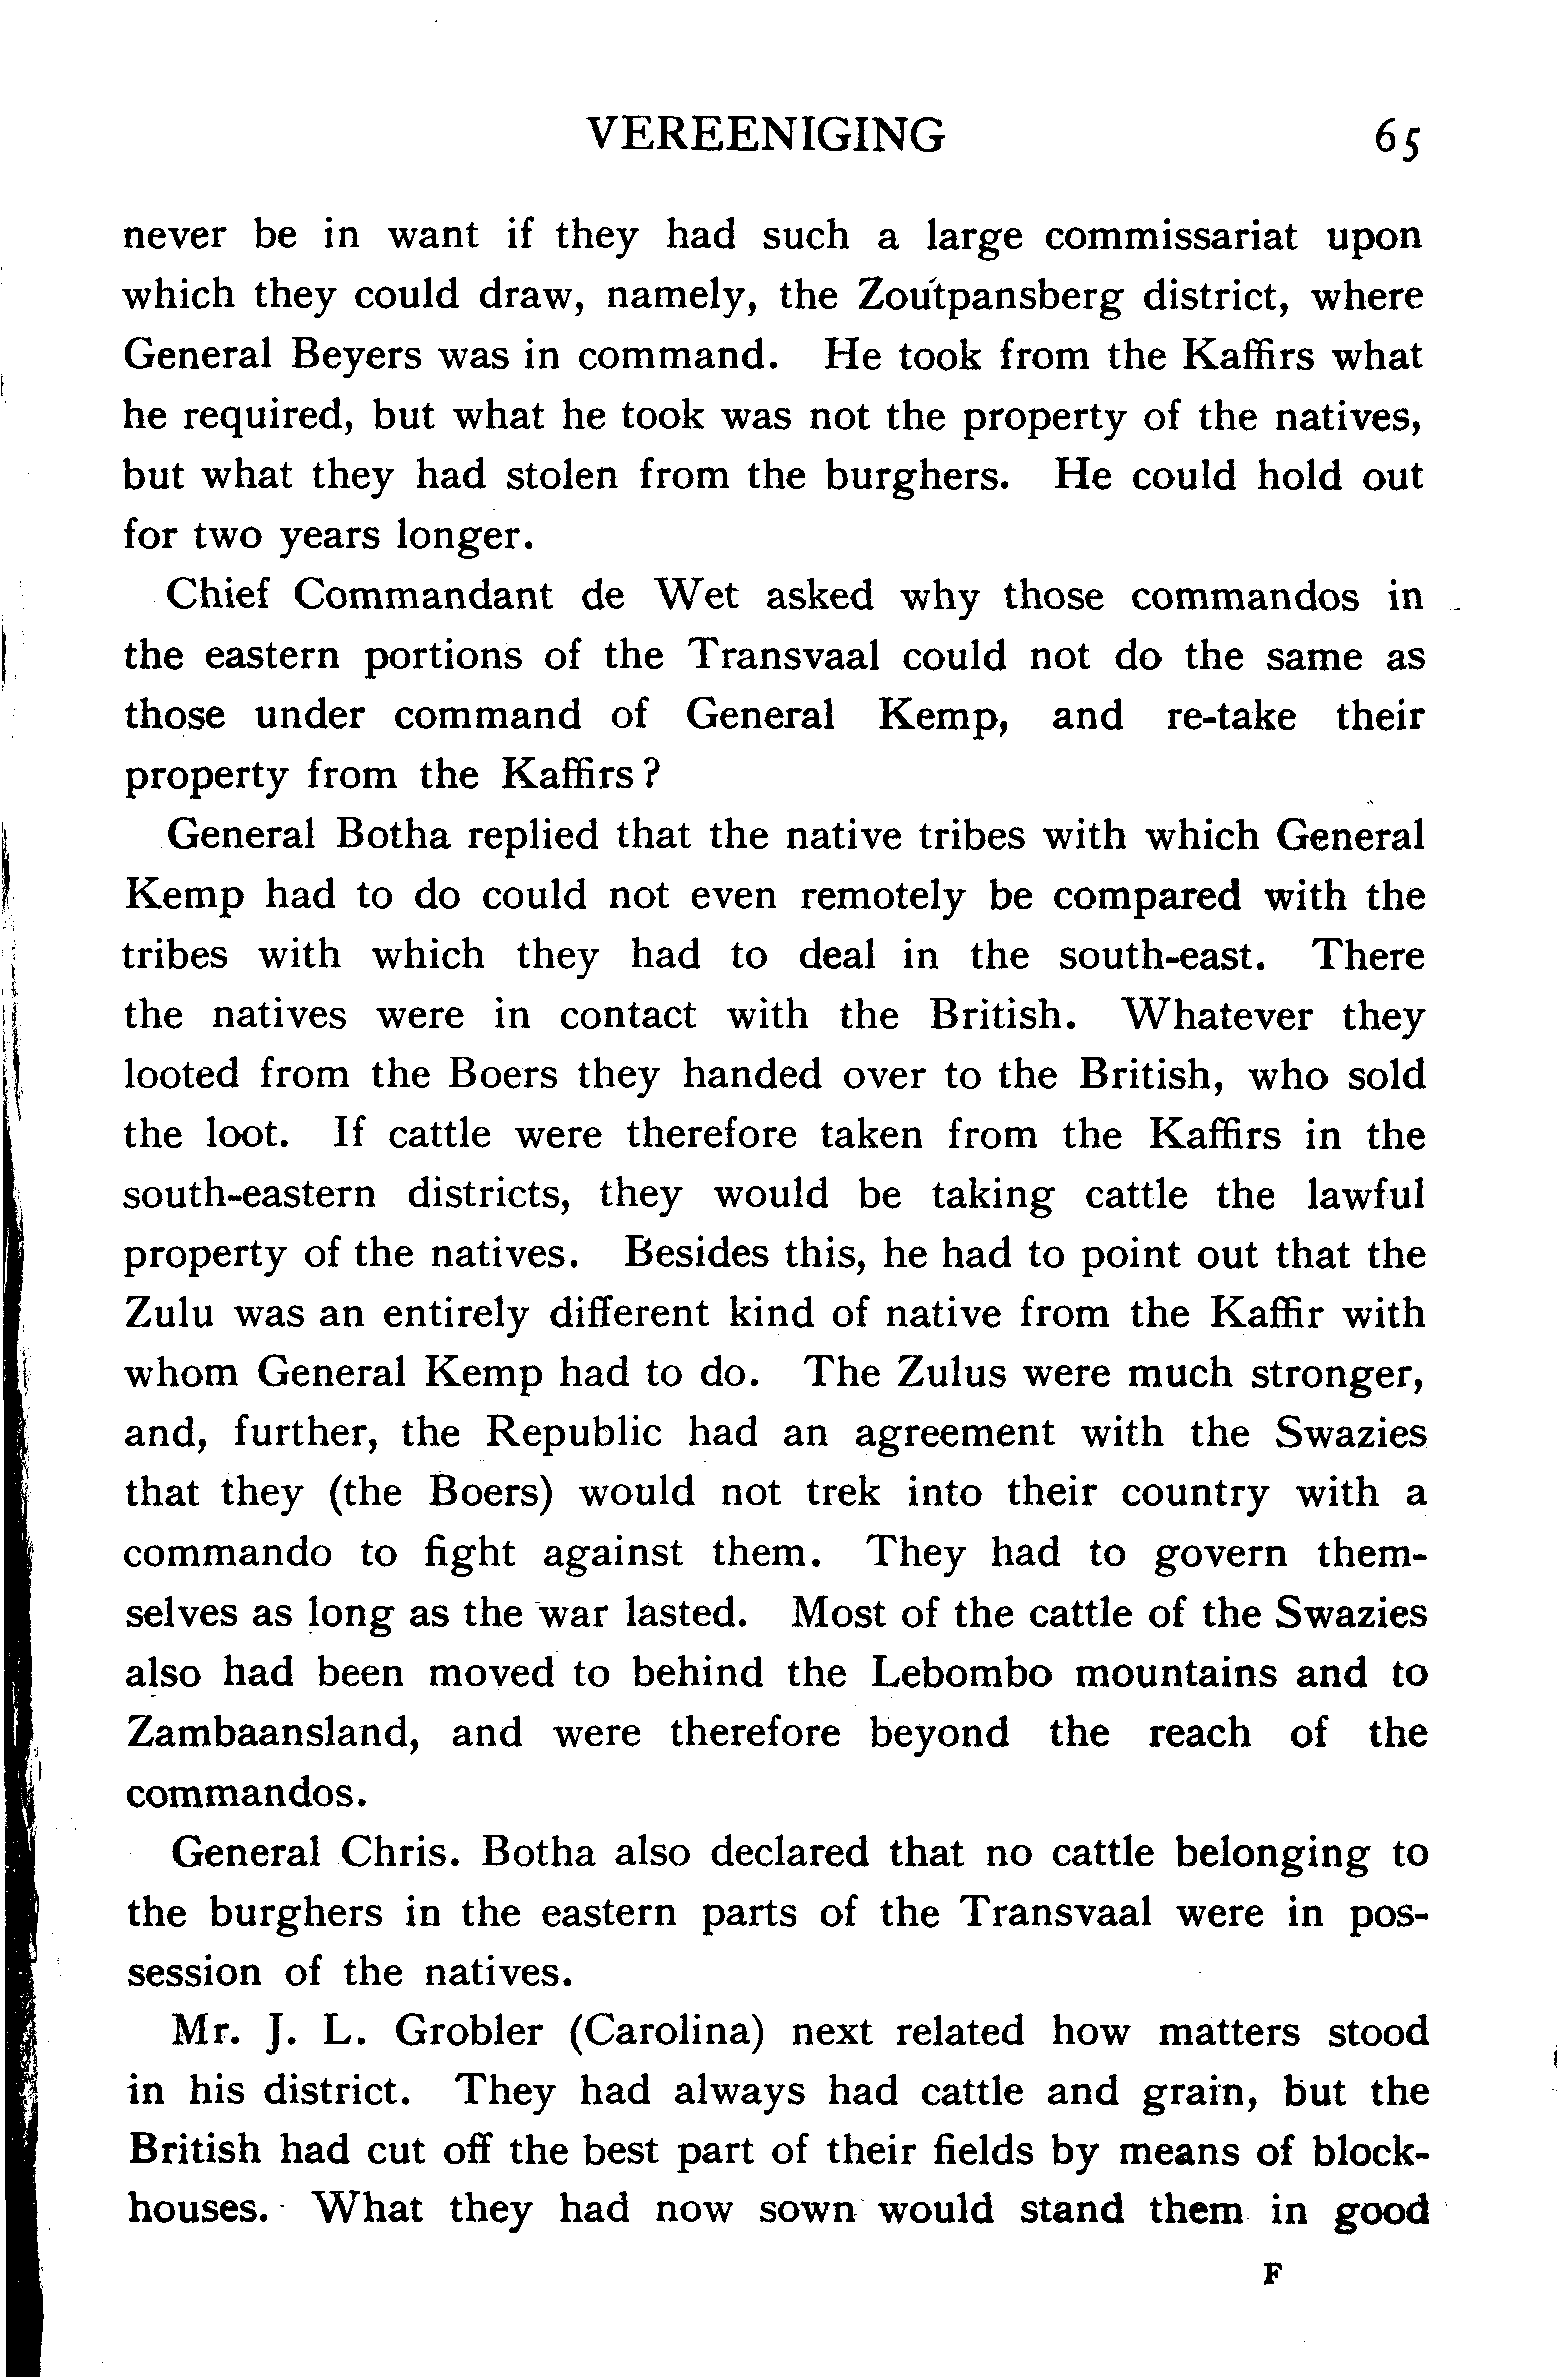 VEREENIGING 65
never be in want if they had such a large commissariat upon
which they could draw, namely, the Zoutpansberg district, where
General Beyers was in command. He took from the Kaffirs what
he required, but what he took was not the property of the natives,
but what they had stolen from the burghers. He could hold out
for two years longer.
Chief Commandant de Wet asked why those commandos in
the eastern portions of the Transvaal could not do the same as
those under command of General Kemp, and re-take their
property from the Kaffirs?
General Botha replied that the native tribes with which General
Kemp had to do could not even remotely be compared with the
tribes with which they had to deal in the south-east. There
the natives were in contact with the British. Whatever they
looted from the Boers they handed over to the British, who sold
the loot. If cattle were therefore taken from the Kaffirs in the
south-eastern districts, they would be taking cattle the lawful
property of the natives. Besides this, he had to point out that the
Zulu was an entirely different kind of native from the Kaffir with
whom General Kemp had to do. The Zulus were much stronger,
and, further, the Republic had an agreement with the Swazies
that they (the Boers) would not trek into their country with a
commando to fight against them. They had to govern them-
selves as long as the war lasted. Most of the cattle of the Swazies
also had been moved to behind the Lebombo mountains and to
Zambaansland, and were therefore beyond the reach of the
commandos.
General Chris. Botha also declared that no cattle belonging to
the burghers in the eastern parts of the Transvaal were in pos-
session of the natives.
Mr. J. L. Grobler (Carolina) next related how matters stood
in his district. They had always had cattle and grain, but the
British had cut off the best part of their fields by means of block-
houses. What they had now sown would stand them in good
F